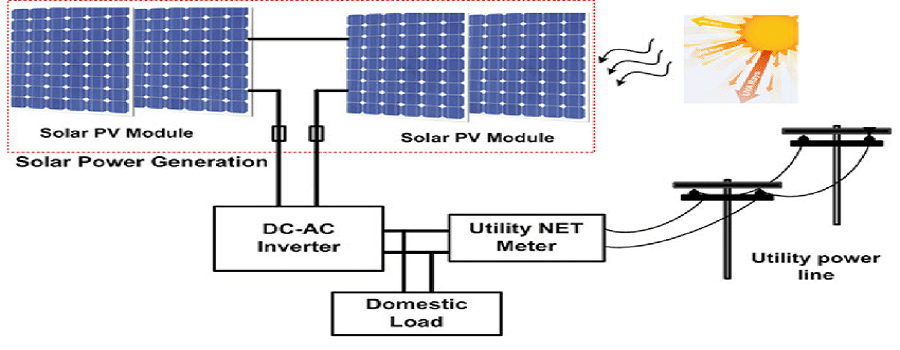 Solar PV Module
Solar PV Module
Solar Power Generation
DC-AC
Inverter
Utility NET
Meter
Utility power
line
Domestic
Load